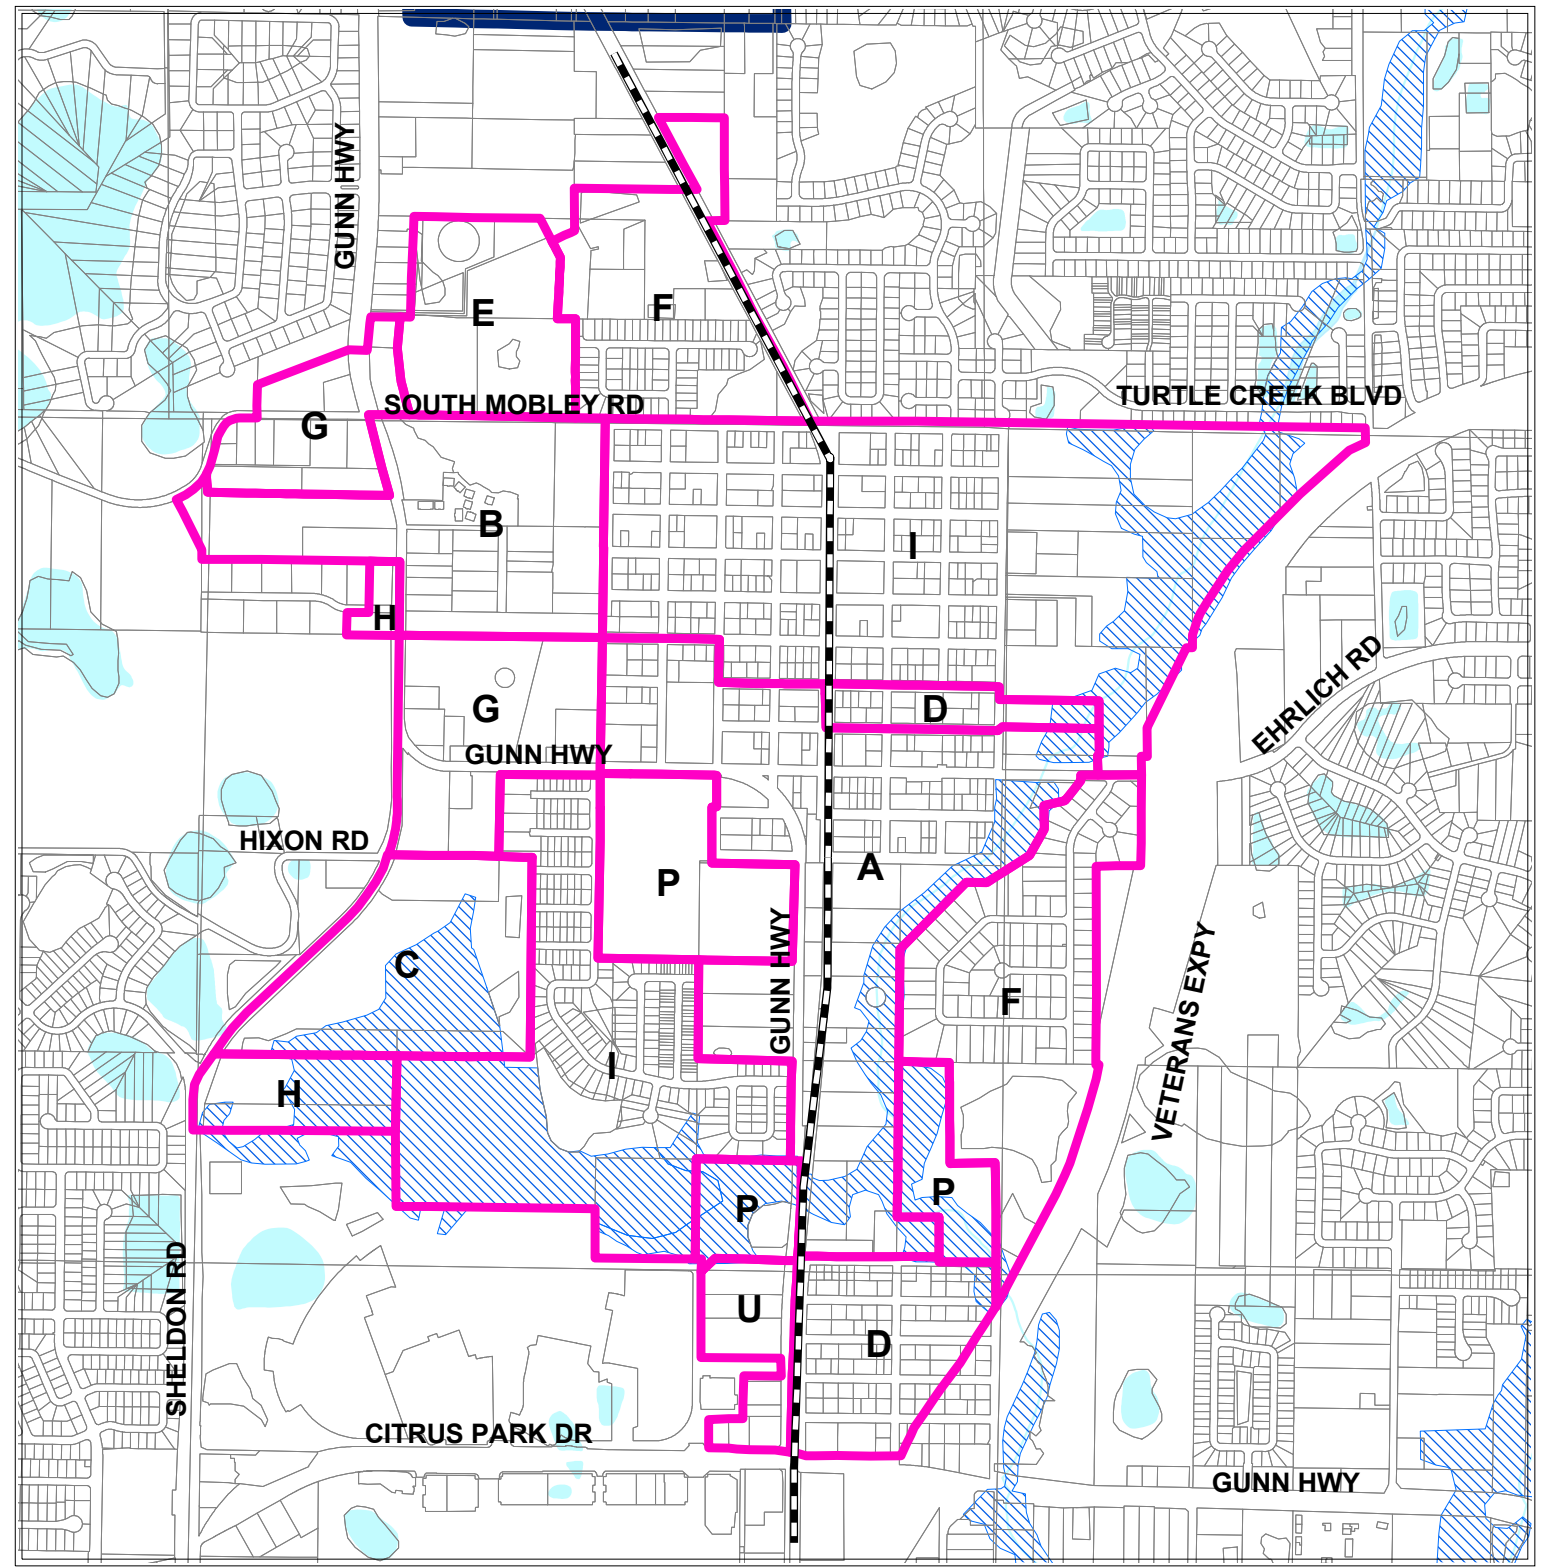 GUNN HWY
E
F
SOUTH MOBLEY RD
TURTLE CREEK BLVD
G
B
I
H
EHRLICH RD
G
D
GUNN HWY
HIXON RD
A
P
C
GUNN HWY
F
VETERANS EXPY
I
H
P
P
SHELDON RD
U
D
CITRUS PARK DR
GUNN HWY